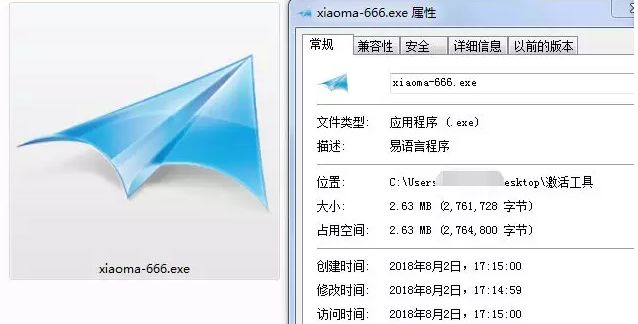 xiaoma-666.exe
xiaoma-666.exe 属性
常规 兼容性 安全 详细信息 以前的版本
xiaoma-666.exe
文件类型: 应用程序 (.exe)
描述: 易语言程序
位置: C:\Users esktop\激活工具
大小: 2.63 MB (2,761,728 字节)
占用空间: 2.63 MB (2,764,800 字节)
创建时间: 2018年8月2日，17:15:00
修改时间: 2018年8月2日，17:14:59
访问时间: 2018年8月2日，17:15:00